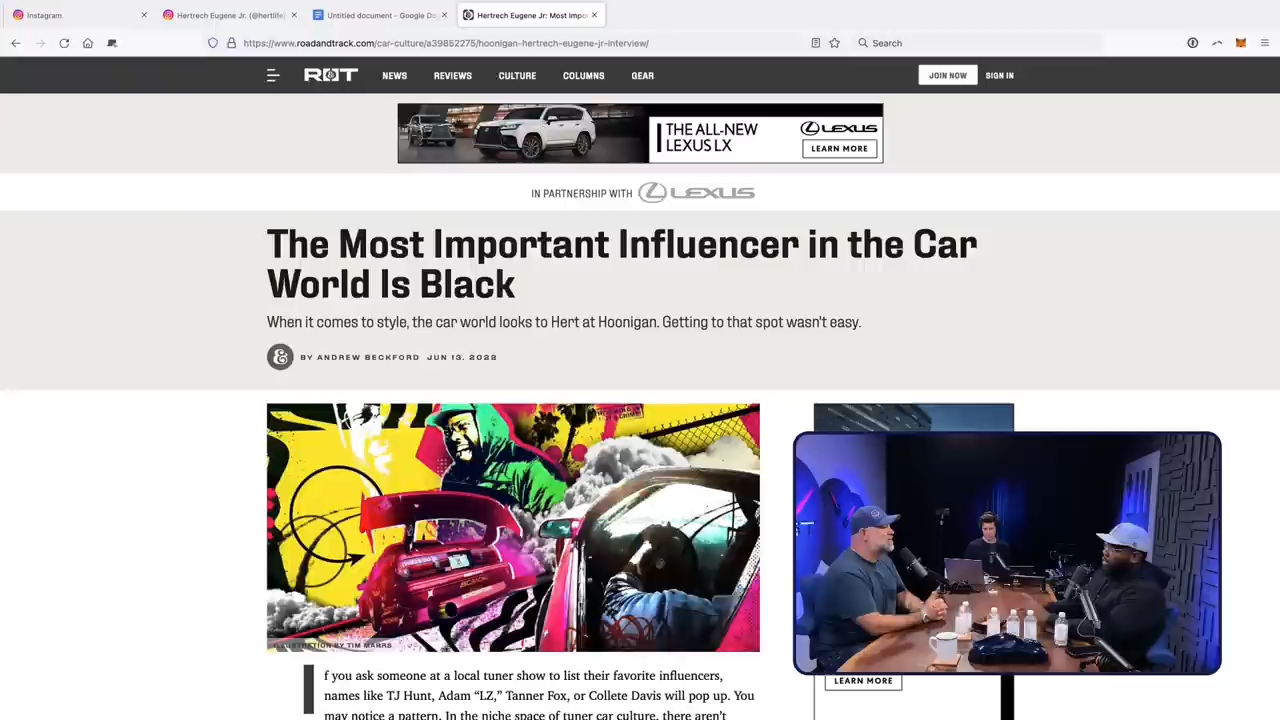 Instagram
Hertrech Eugene Jr. (@hertlife)
Untitled document – Google Do
Hertrech Eugene Jr: Most Impo
https://www.roadandtrack.com/car-culture/a39852275/hoonigan-hertrech-eugene-jr-interview/
Search
R&T
NEWS
REVIEWS
CULTURE
COLUMNS
GEAR
JOIN NOW
SIGN IN
THE ALL-NEW
LEXUS LX
LEXUS
LEARN MORE
IN PARTNERSHIP WITH LEXUS
The Most Important Influencer in the Car
World Is Black
When it comes to style, the car world looks to Hert at Hoonigan. Getting to that spot wasn't easy.
BY ANDREW BECKFORD JUN 13, 2022
ILLUSTRATION BY TIM MARRS
If you ask someone at a local tuner show to list their favorite influencers,
names like TJ Hunt, Adam “LZ,” Tanner Fox, or Collete Davis will pop up. You
may notice a pattern. In the niche space of tuner car culture, there aren’t
LEARN MORE